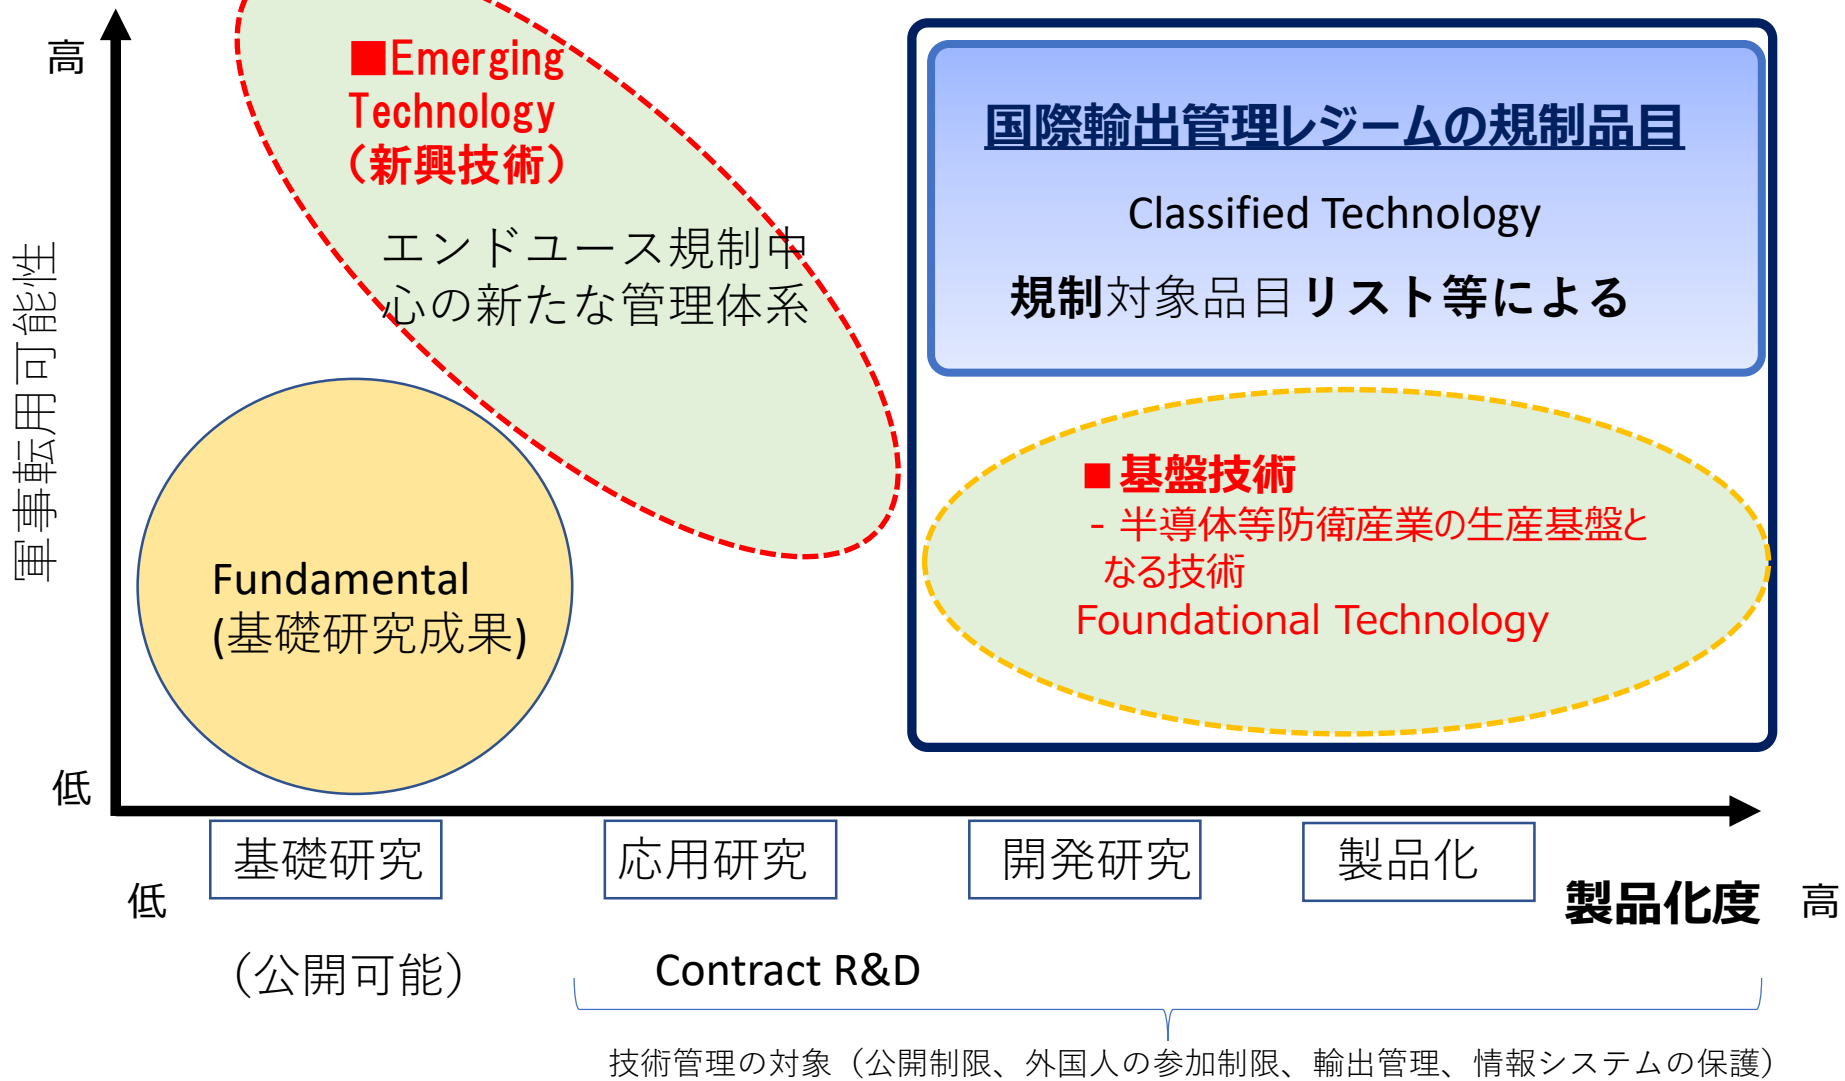 高
軍事転用可能性
低
■Emerging
Technology
（新興技術）
エンドユース規制中
心の新たな管理体系
Fundamental
(基礎研究成果)
国際輸出管理レジームの規制品目
Classified Technology
規制対象品目リスト等による
■基盤技術
- 半導体等防衛産業の生産基盤と
なる技術
Foundational Technology
基礎研究
応用研究
開発研究
製品化
低
製品化度
高
（公開可能）
Contract R&D
技術管理の対象（公開制限、外国人の参加制限、輸出管理、情報システムの保護）